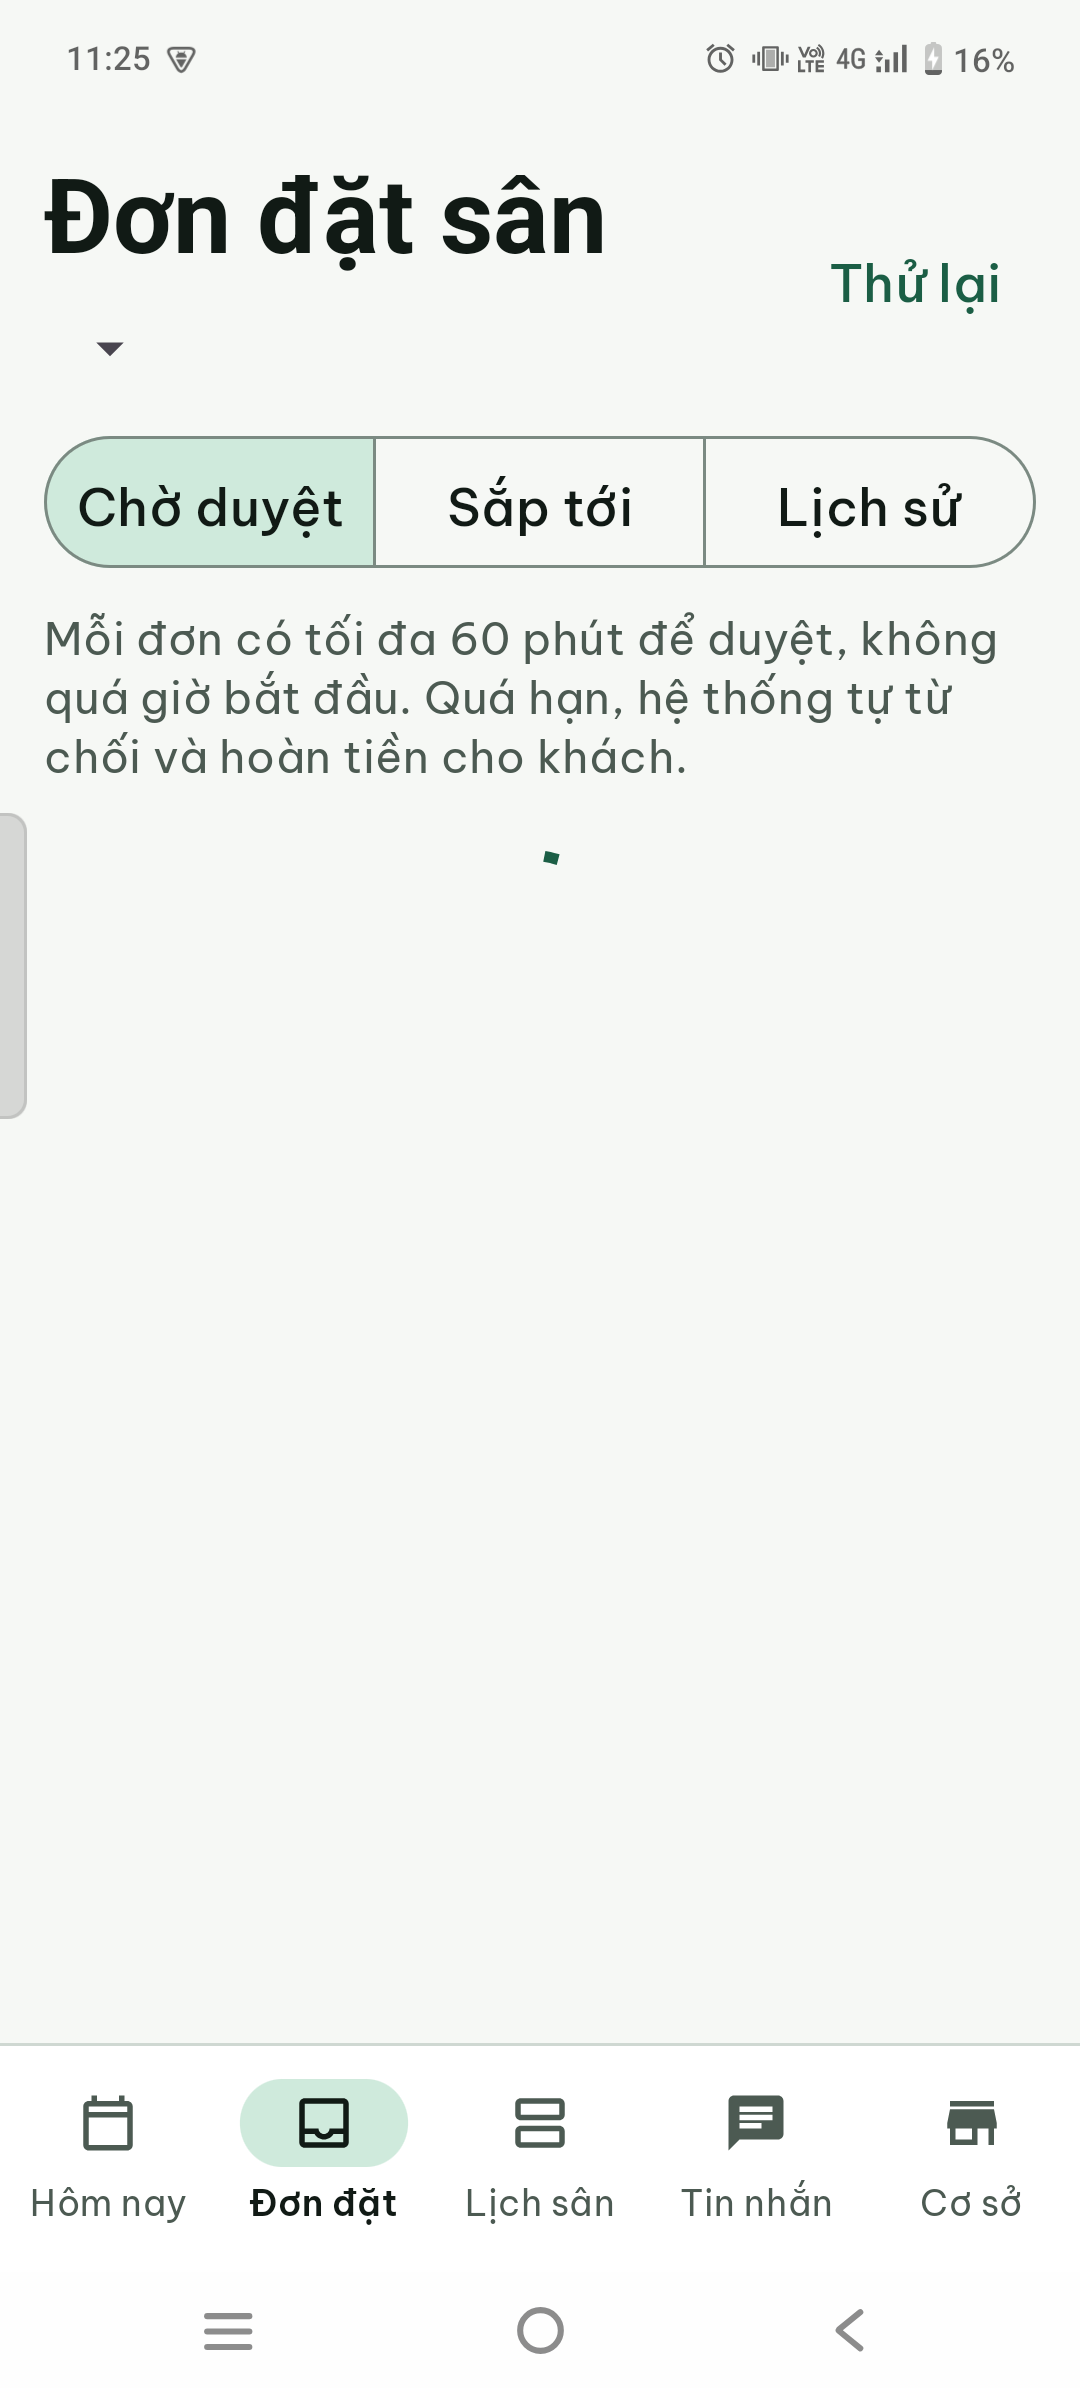 11:25
VoLTE 4G 16%
Đơn đặt sân
Thử lại
Chờ duyệt Sắp tới Lịch sử
Mỗi đơn có tối đa 60 phút để duyệt, không
quá giờ bắt đầu. Quá hạn, hệ thống tự từ
chối và hoàn tiền cho khách.
Hôm nay Đơn đặt Lịch sân Tin nhắn Cơ sở